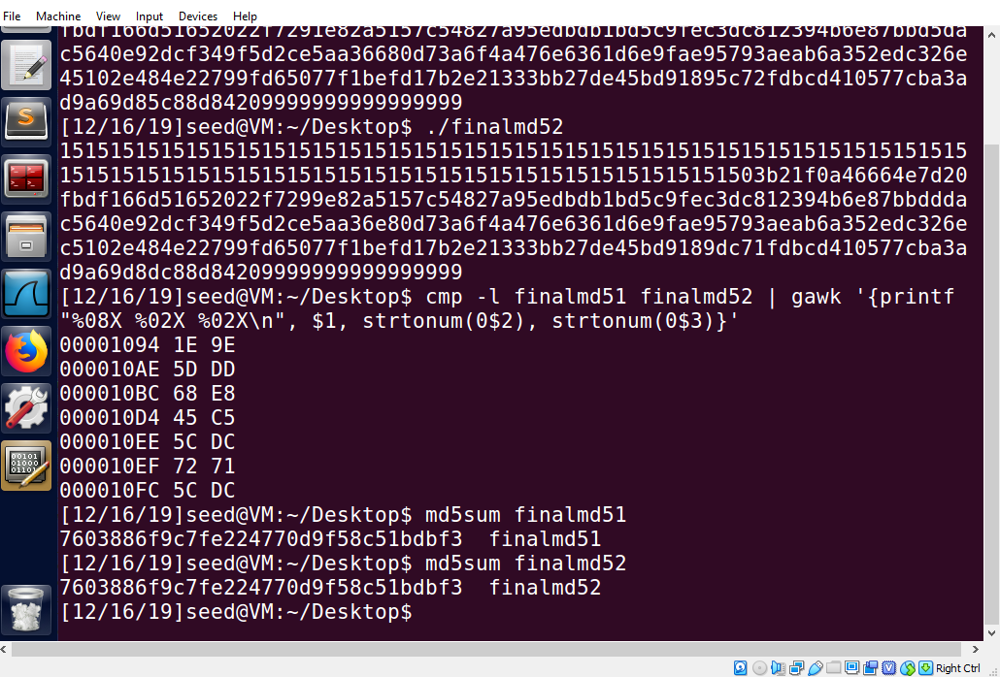 File Machine View Input Devices Help
fbdf166d51652022f7291e82a5157c54827a95edbdb1bd5c9fec3dc812394b6e87bbd5da
c5640e92dcf349f5d2ce5aa36680d73a6f4a476e6361d6e9fae95793aeab6a352edc326e
45102e484e22799fd65077f1befd17b2e21333bb27de45bd91895c72fdbcd410577cba3a
d9a69d85c88d84209999999999999999
[12/16/19]seed@VM:~/Desktop$ ./finalmd52
151515151515151515151515151515151515151515151515151515151515151515151515
1515151515151515151515151515151515151515151515151515151503b21f0a46664e7d20
fbdf166d51652022f7299e82a5157c54827a95edbdb1bd5c9fec3dc812394b6e87bbddda
c5640e92dcf349f5d2ce5aa36e80d73a6f4a476e6361d6e9fae95793aeab6a352edc326e
c5102e484e22799fd65077f1befd17b2e21333bb27de45bd9189dc71fdbcd410577cba3a
d9a69d8dc88d84209999999999999999
[12/16/19]seed@VM:~/Desktop$ cmp -l finalmd51 finalmd52 | gawk '{printf
"%08X %02X %02X\n", $1, strtonum(0$2), strtonum(0$3)}'
00001094 1E 9E
000010AE 5D DD
000010BC 68 E8
000010D4 45 C5
000010EE 5C DC
000010EF 72 71
000010FC 5C DC
[12/16/19]seed@VM:~/Desktop$ md5sum finalmd51
7603886f9c7fe224770d9f58c51bdbf3 finalmd51
[12/16/19]seed@VM:~/Desktop$ md5sum finalmd52
7603886f9c7fe224770d9f58c51bdbf3 finalmd52
[12/16/19]seed@VM:~/Desktop$
Right Ctrl